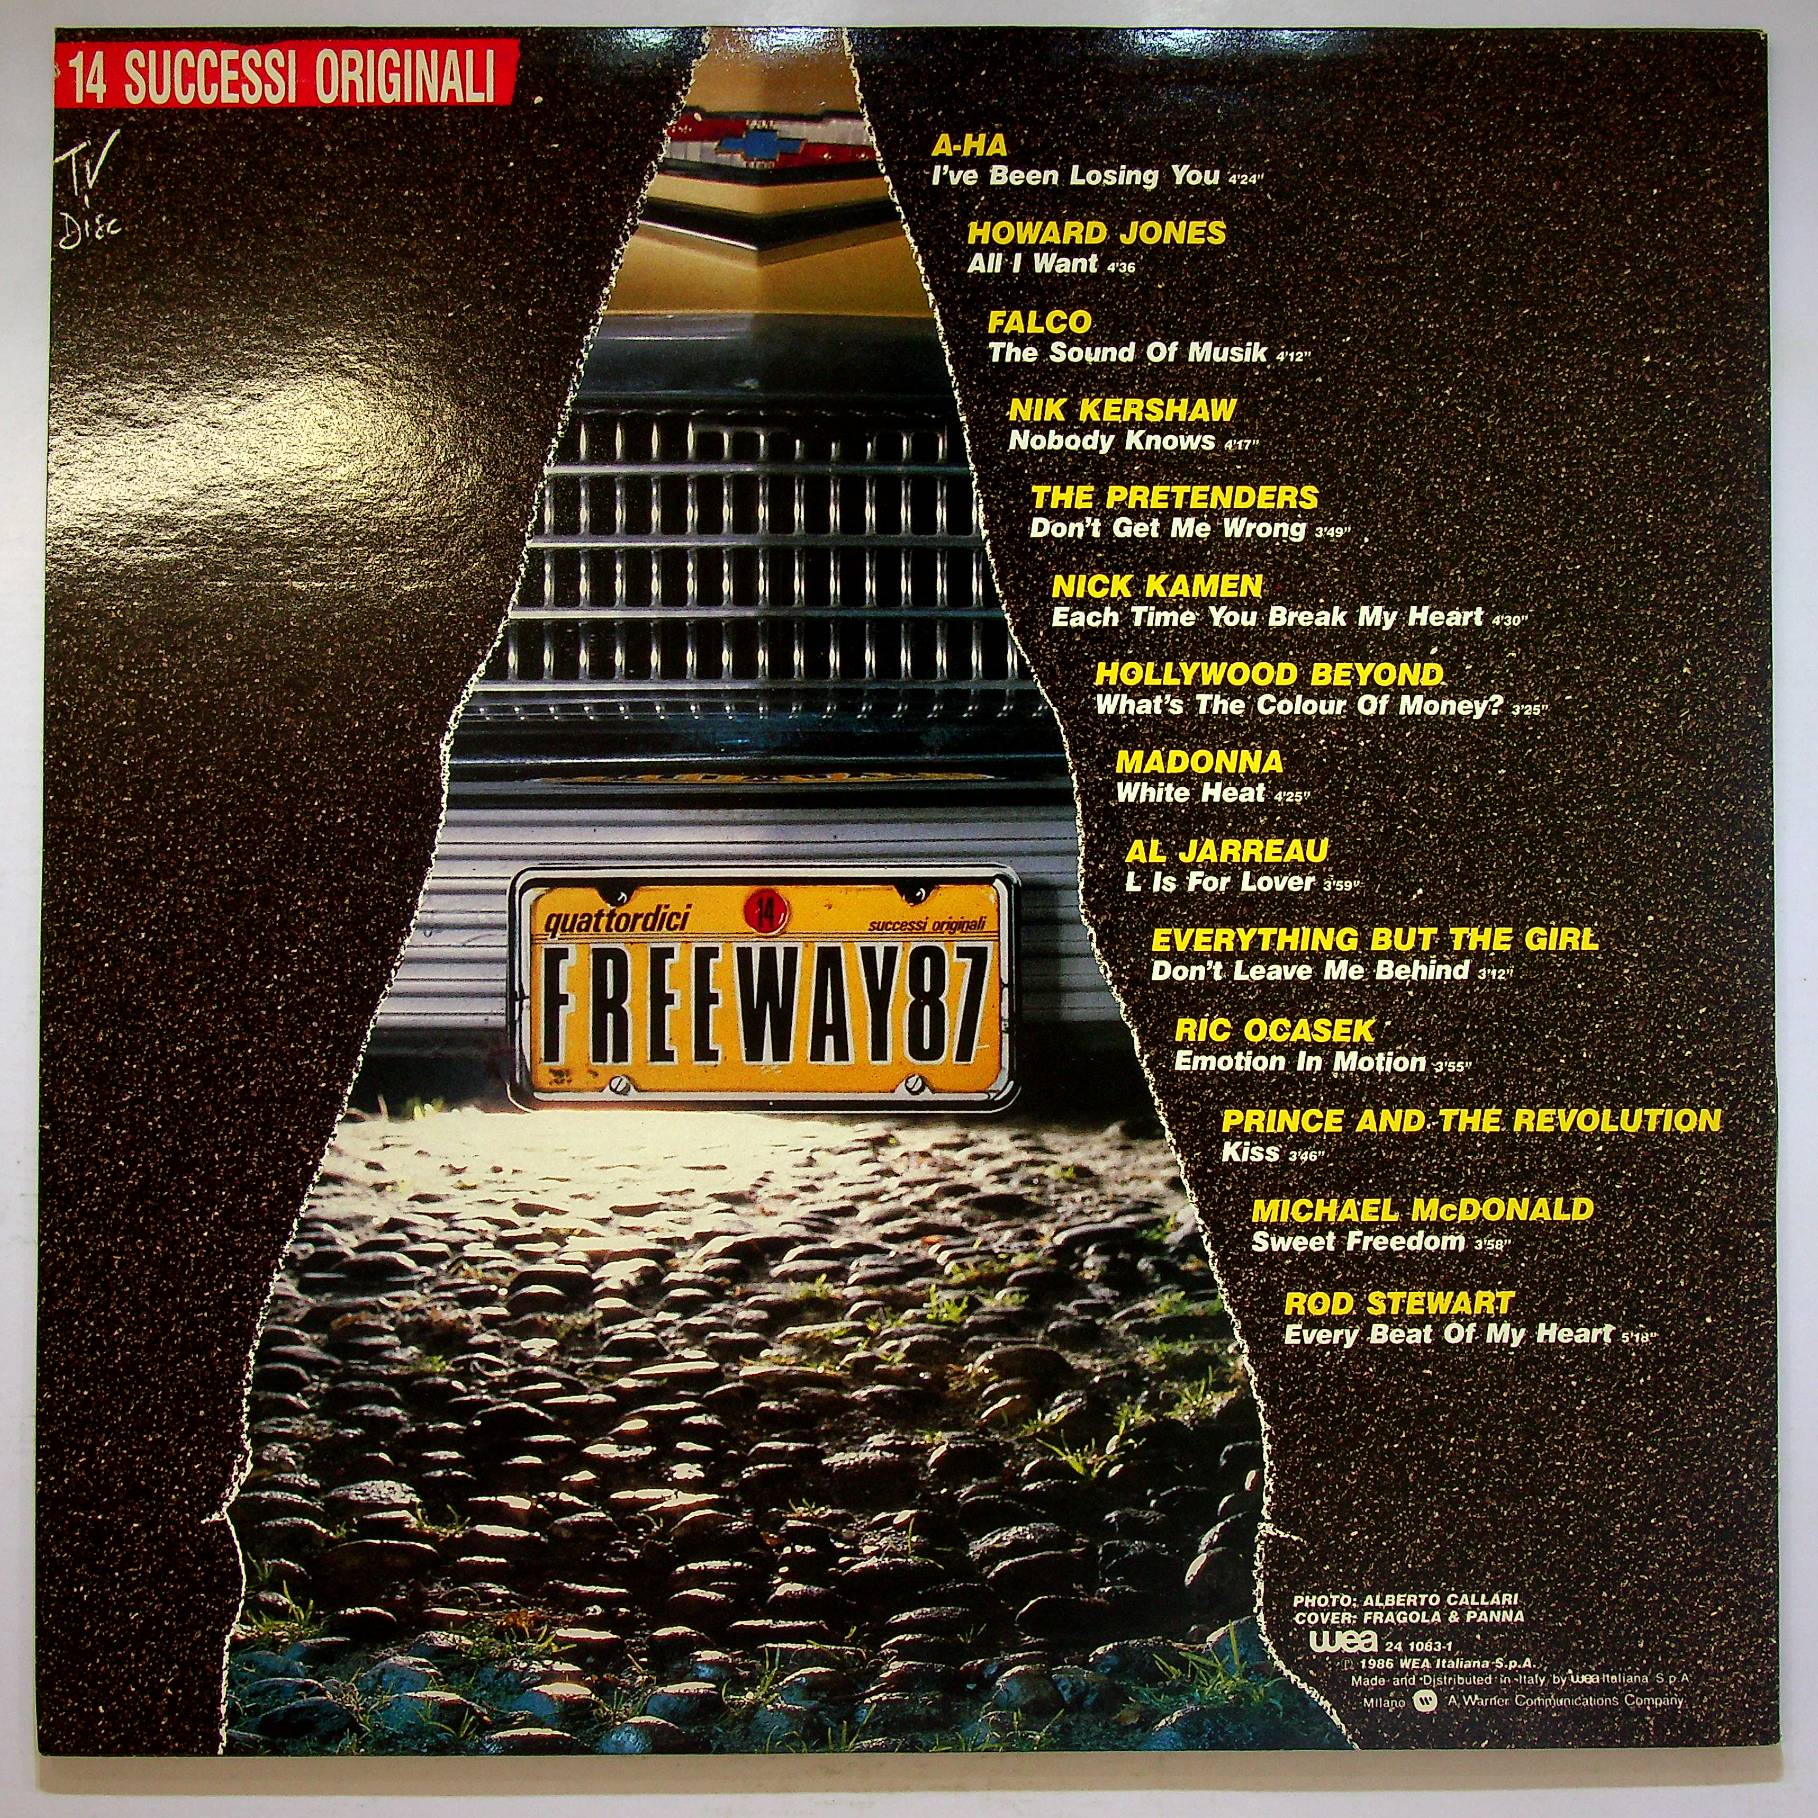 14 SUCCESSI ORIGINALI
TV
Disc
A-HA
I've Been Losing You 4'24"
HOWARD JONES
All I Want 4'36
FALCO
The Sound Of Musik 4'12"
NIK KERSHAW
Nobody Knows 4'17"
THE PRETENDERS
Don't Get Me Wrong 3'49"
NICK KAMEN
Each Time You Break My Heart 4'30"
HOLLYWOOD BEYOND
What's The Colour Of Money? 3'25"
MADONNA
White Heat 4'25"
AL JARREAU
L Is For Lover 3'59"
EVERYTHING BUT THE GIRL
Don't Leave Me Behind 3'12"
RIC OCASEK
Emotion In Motion 3'55"
PRINCE AND THE REVOLUTION
Kiss 3'46"
MICHAEL McDONALD
Sweet Freedom 3'58"
ROD STEWART
Every Beat Of My Heart 5'18"
quattordici 14 successi originali
FREEWAY87
PHOTO: ALBERTO CALLARI
COVER: FRAGOLA & PANNA
wea 24 1063-1
℗ 1986 WEA Italiana S.p.A.
Made and Distributed in Italy by wea Italiana S.p.A.
Milano A Warner Communications Company